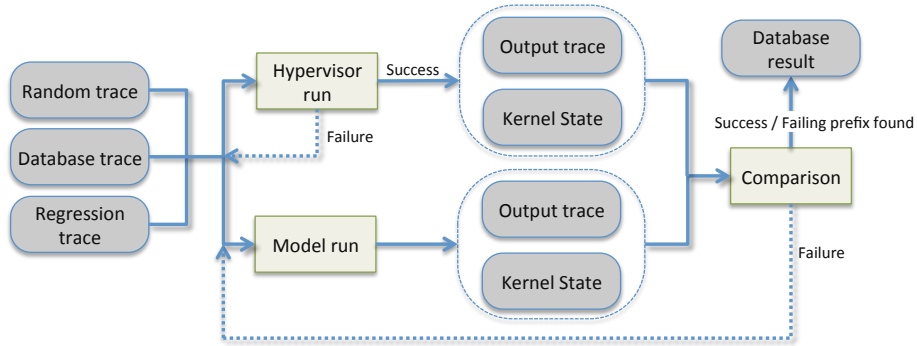 Random trace
Database trace
Regression
trace
Hypervisor
run
Success
Failure
Model run
Output trace
Kernel State
Output trace
Kernel State
Database
result
Success / Failing prefix found
Comparison
Failure